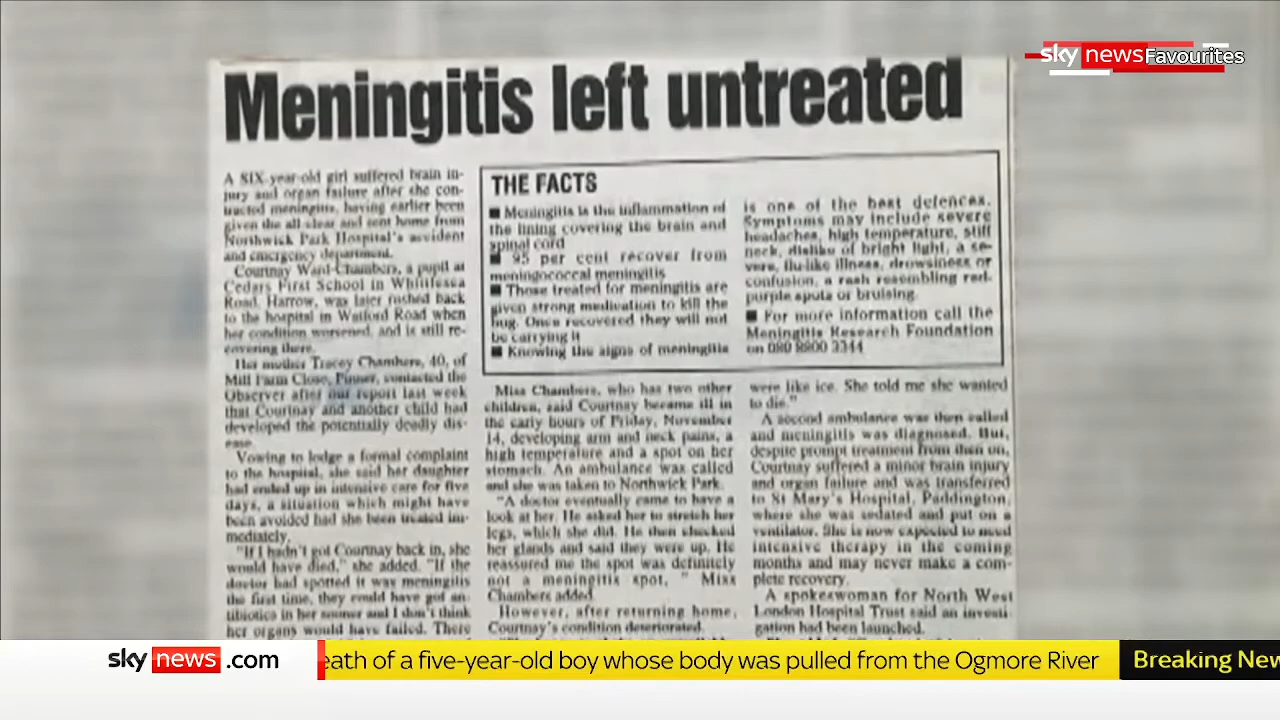 sky news Favourites
Meningitis left untreated
A SIX-year-old girl suffered brain in-
jury and organ failure after she con-
tracted meningitis, having earlier been
given the all-clear and sent home from
Northwick Park Hospital's accident
and emergency department.
Courtnay Want-Chambers, a pupil at
Cedars First School in Whittlesea
Road, Harrow, was later rushed back
to the hospital in Watford Road when
her condition worsened, and is still re-
covering there.
Her mother Tracey Chambers, 40, of
Mill Farm Close, Pinner, contacted the
Observer after our report last week
that Courtnay and another child had
developed the potentially deadly dis-
ease.
Vowing to lodge a formal complaint
to the hospital, she said her daughter
had ended up in intensive care for five
days, a situation which might have
been avoided had she been treated im-
mediately.
"If I hadn't got Courtnay back in, she
would have died," she added. "If the
doctor had spotted it was meningitis
the first time, they could have got an-
tibiotics in her sooner and I don't think
her organs would have failed. There
THE FACTS
■ Meningitis is the inflammation of
the lining covering the brain and
spinal cord
■ 95 per cent recover from
meningococcal meningitis
■ Those treated for meningitis are
given strong medication to kill the
bug. Once recovered they will not
be carrying it
■ Knowing the signs of meningitis
is one of the best defences.
Symptoms may include severe
headaches, high temperature, stiff
neck, dislike of bright light, a se-
vere, flu-like illness, drowsiness or
confusion, a rash resembling red-
purple spots or bruising.
■ For more information call the
Meningitis Research Foundation
on 080 8800 3344
Miss Chambers, who has two other
children, said Courtnay became ill in
the early hours of Friday, November
14, developing arm and neck pains, a
high temperature and a spot on her
stomach. An ambulance was called
and she was taken to Northwick Park.
"A doctor eventually came to have a
look at her. He asked her to stretch her
legs, which she did. He then checked
her glands and said they were up. He
reassured me the spot was definitely
not a meningitis spot, " Miss
Chambers added.
However, after returning home,
Courtnay's condition deteriorated.
were like ice. She told me she wanted
to die."
A second ambulance was then called
and meningitis was diagnosed. But,
despite prompt treatment from then on,
Courtnay suffered a minor brain injury
and organ failure and was transferred
to St Mary's Hospital, Paddington,
where she was sedated and put on a
ventilator. She is now expected to need
intensive therapy in the coming
months and may never make a com-
plete recovery.
A spokeswoman for North West
London Hospital Trust said an investi-
gation had been launched.
sky news .com
eath of a five-year-old boy whose body was pulled from the Ogmore River
Breaking New